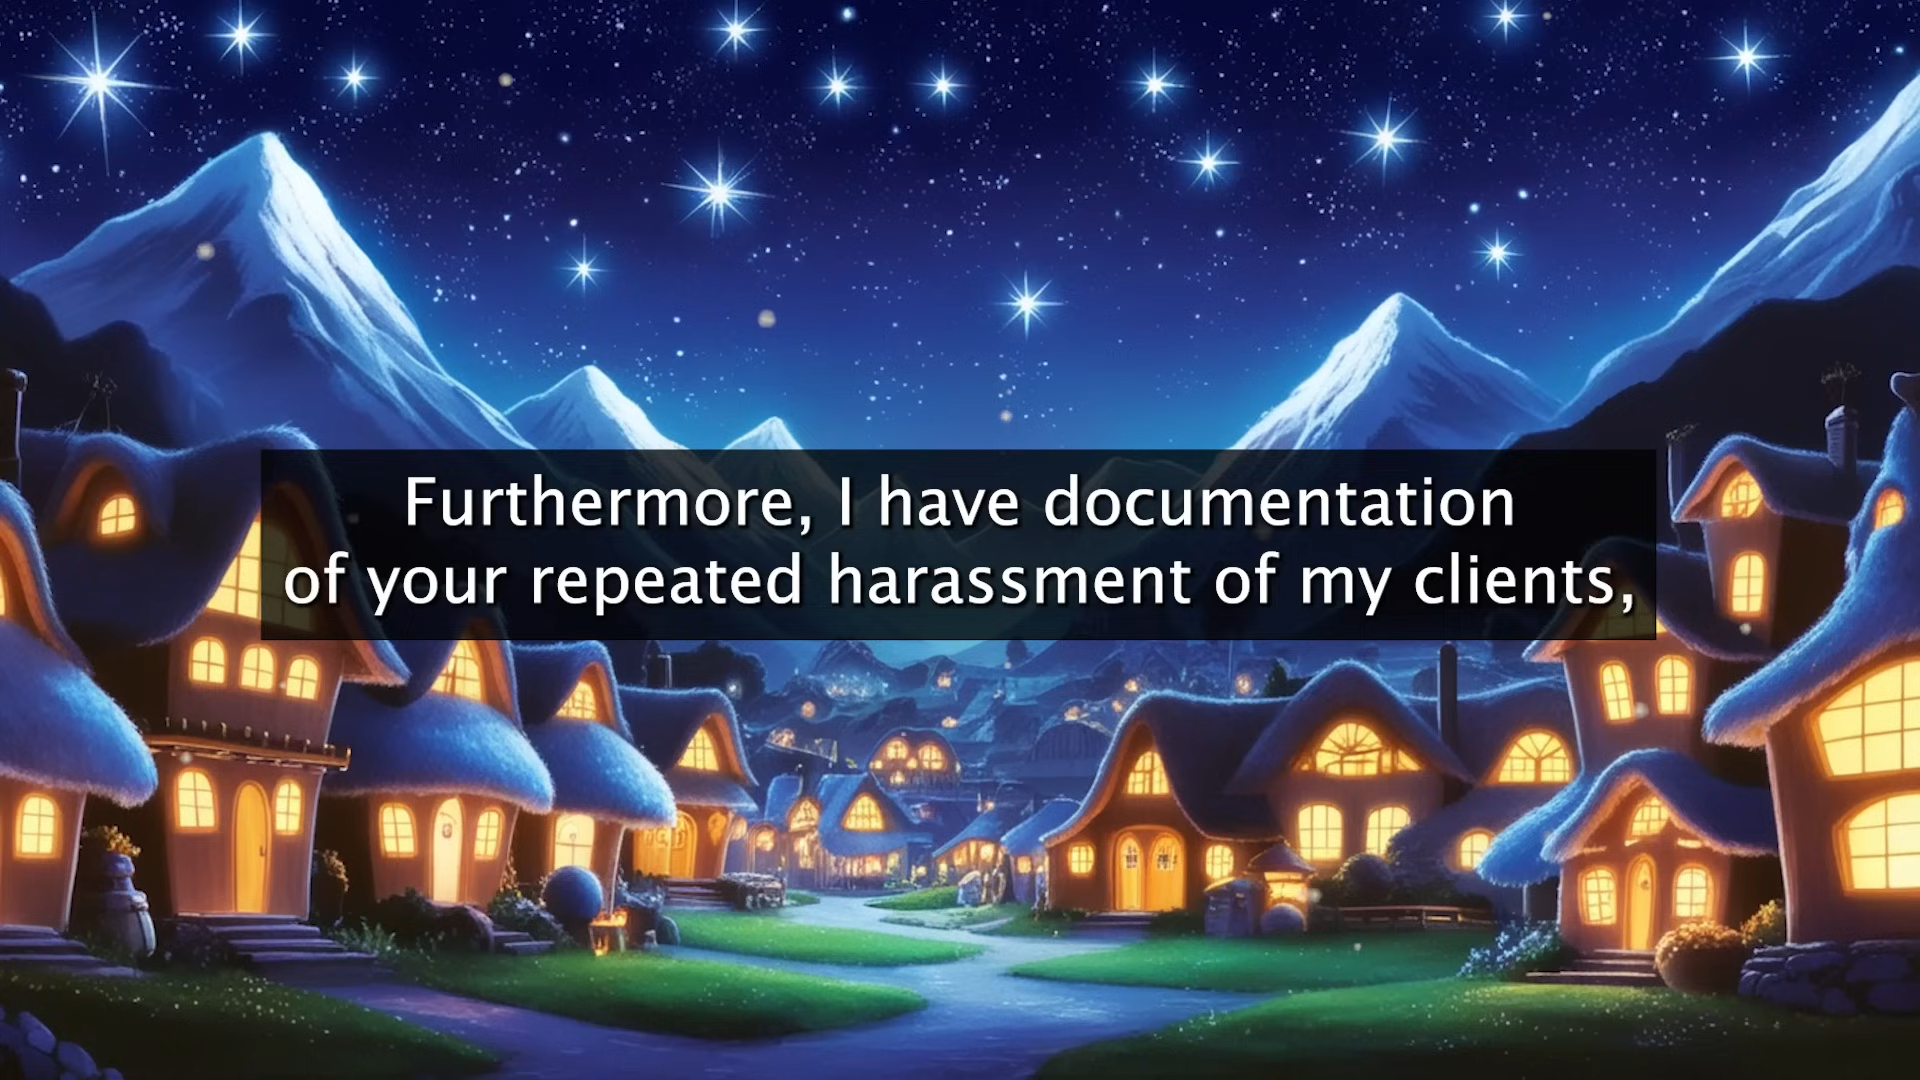 Furthermore, I have documentation
of your repeated harassment of my clients,